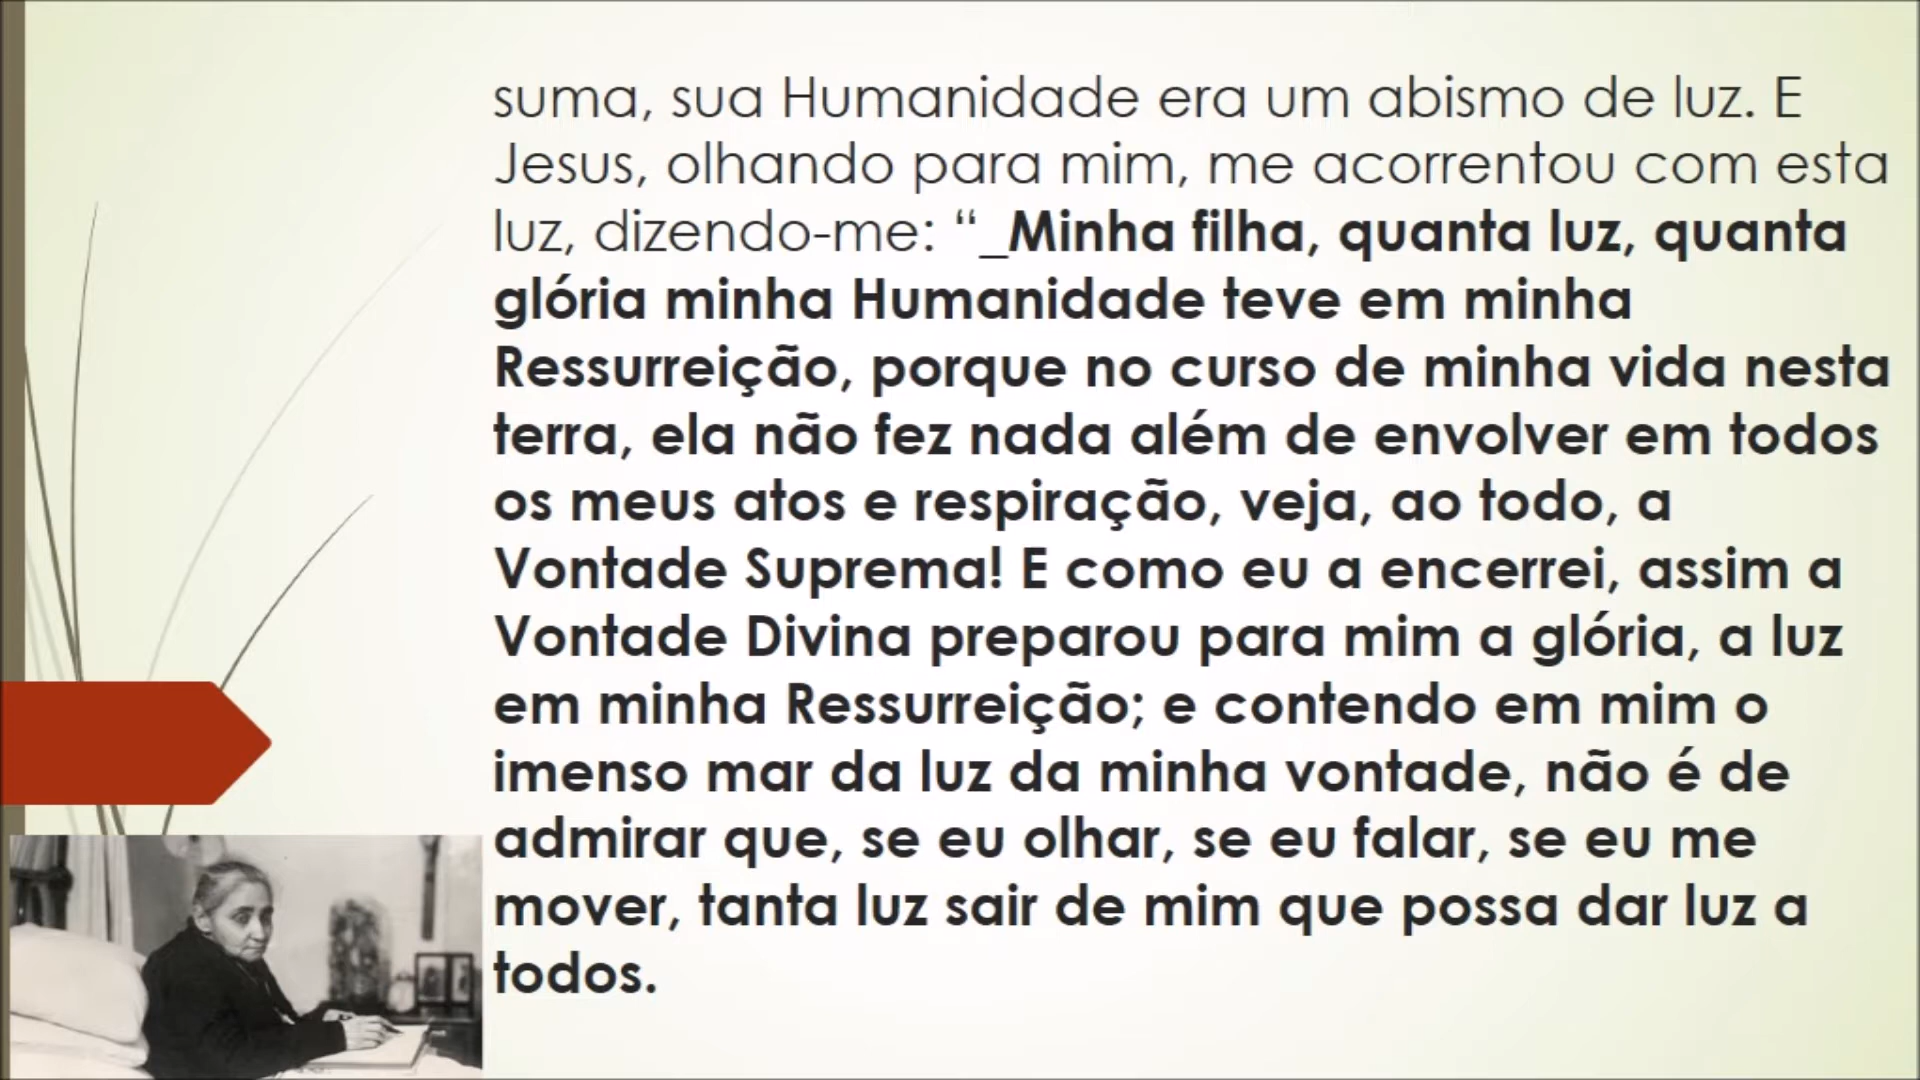 suma, sua Humanidade era um abismo de luz. E
Jesus, olhando para mim, me acorrentou com esta
luz, dizendo-me: “_Minha filha, quanta luz, quanta
glória minha Humanidade teve em minha
Ressurreição, porque no curso de minha vida nesta
terra, ela não fez nada além de envolver em todos
os meus atos e respiração, veja, ao todo, a
Vontade Suprema! E como eu a encerrei, assim a
Vontade Divina preparou para mim a glória, a luz
em minha Ressurreição; e contendo em mim o
imenso mar da luz da minha vontade, não é de
admirar que, se eu olhar, se eu falar, se eu me
mover, tanta luz sair de mim que possa dar luz a
todos.